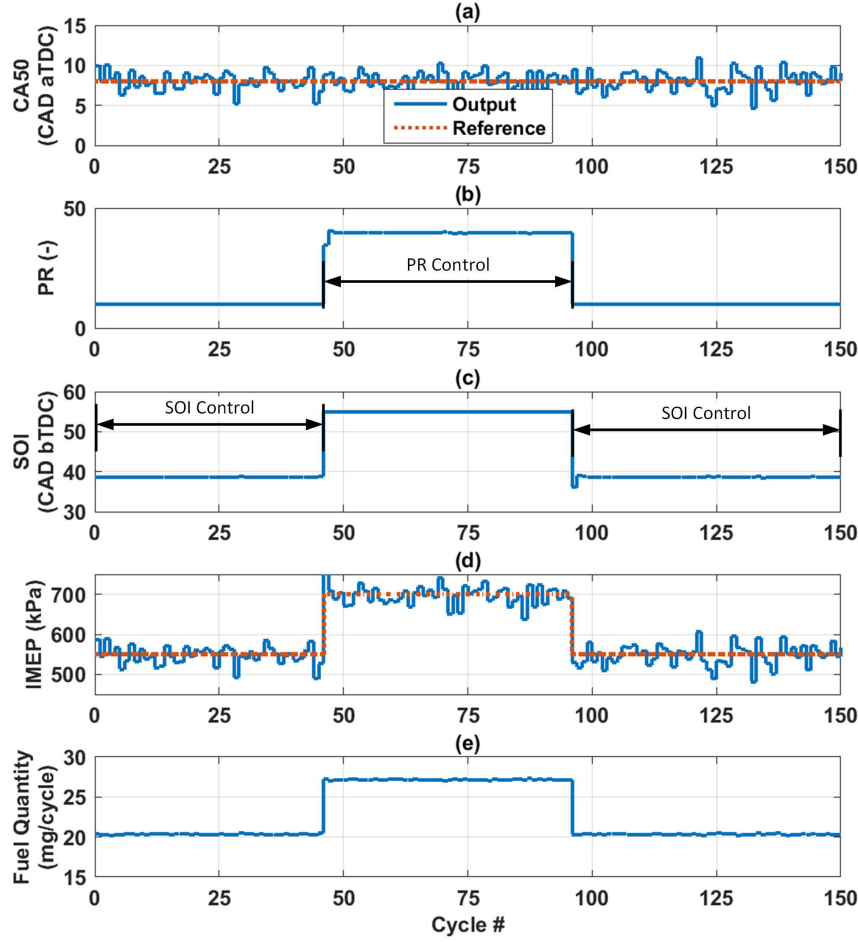 (a)
15
10
5
0
CA50
(CAD aTDC)
Output
Reference
0 25 50 75 100 125 150
(b)
50
0
PR (-)
PR Control
0 25 50 75 100 125 150
(c)
60
50
40
30
SOI
(CAD bTDC)
SOI Control
SOI Control
0 25 50 75 100 125 150
(d)
700
600
500
IMEP (kPa)
0 25 50 75 100 125 150
(e)
30
25
20
15
Fuel Quantity
(mg/cycle)
0 25 50 75 100 125 150
Cycle #